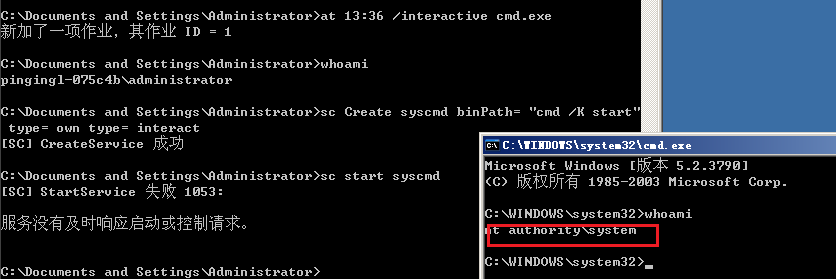 C:\Documents and Settings\Administrator>at 13:36 /interactive cmd.exe
新加了一项作业，其作业 ID = 1
C:\Documents and Settings\Administrator>whoami
pingingl-075c4b\administrator
C:\Documents and Settings\Administrator>sc Create syscmd binPath= "cmd /K start"
type= own type= interact
[SC] CreateService 成功
C:\Documents and Settings\Administrator>sc start syscmd
[SC] StartService 失败 1053:
服务没有及时响应启动或控制请求。
C:\Documents and Settings\Administrator>
C:\WINDOWS\system32\cmd.exe
Microsoft Windows [版本 5.2.3790]
(C) 版权所有 1985-2003 Microsoft Corp.
C:\WINDOWS\system32>whoami
nt authority\system
C:\WINDOWS\system32>_